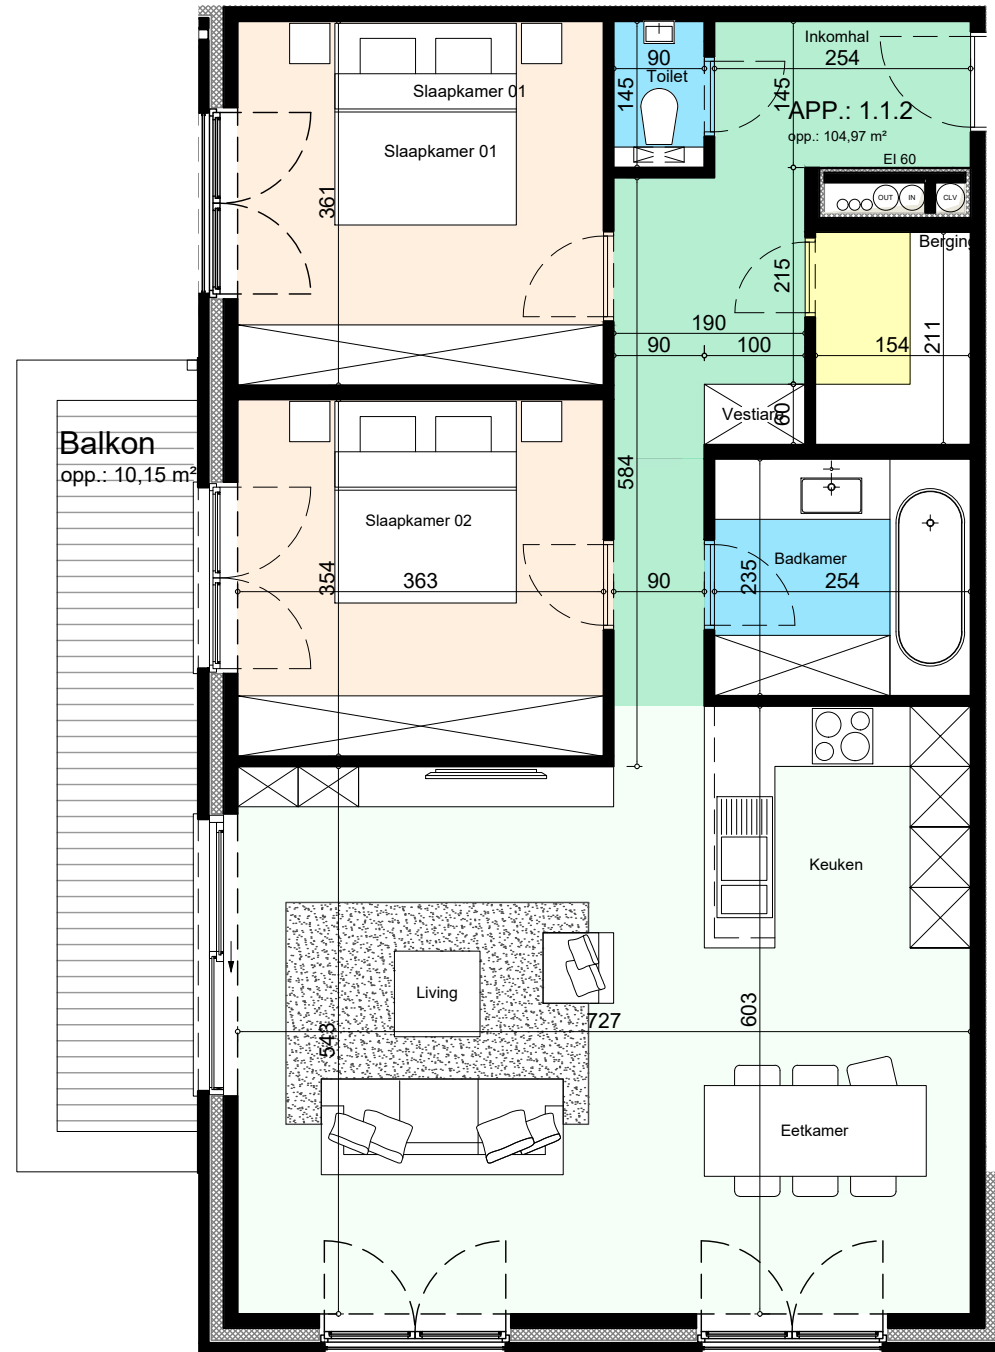 Inkomhal
254
90
Toilet
145
145
Slaapkamer 01
APP.: 1.1.2
opp.: 104,97 m²
Slaapkamer 01
EI 60
OUT
IN
CLV
361
Berging
215
190
90
100
154
211
Vestiaire
60
Balkon
opp.: 10,15 m²
584
Slaapkamer 02
Badkamer
354
363
90
235
254
Keuken
Living
727
543
603
Eetkamer